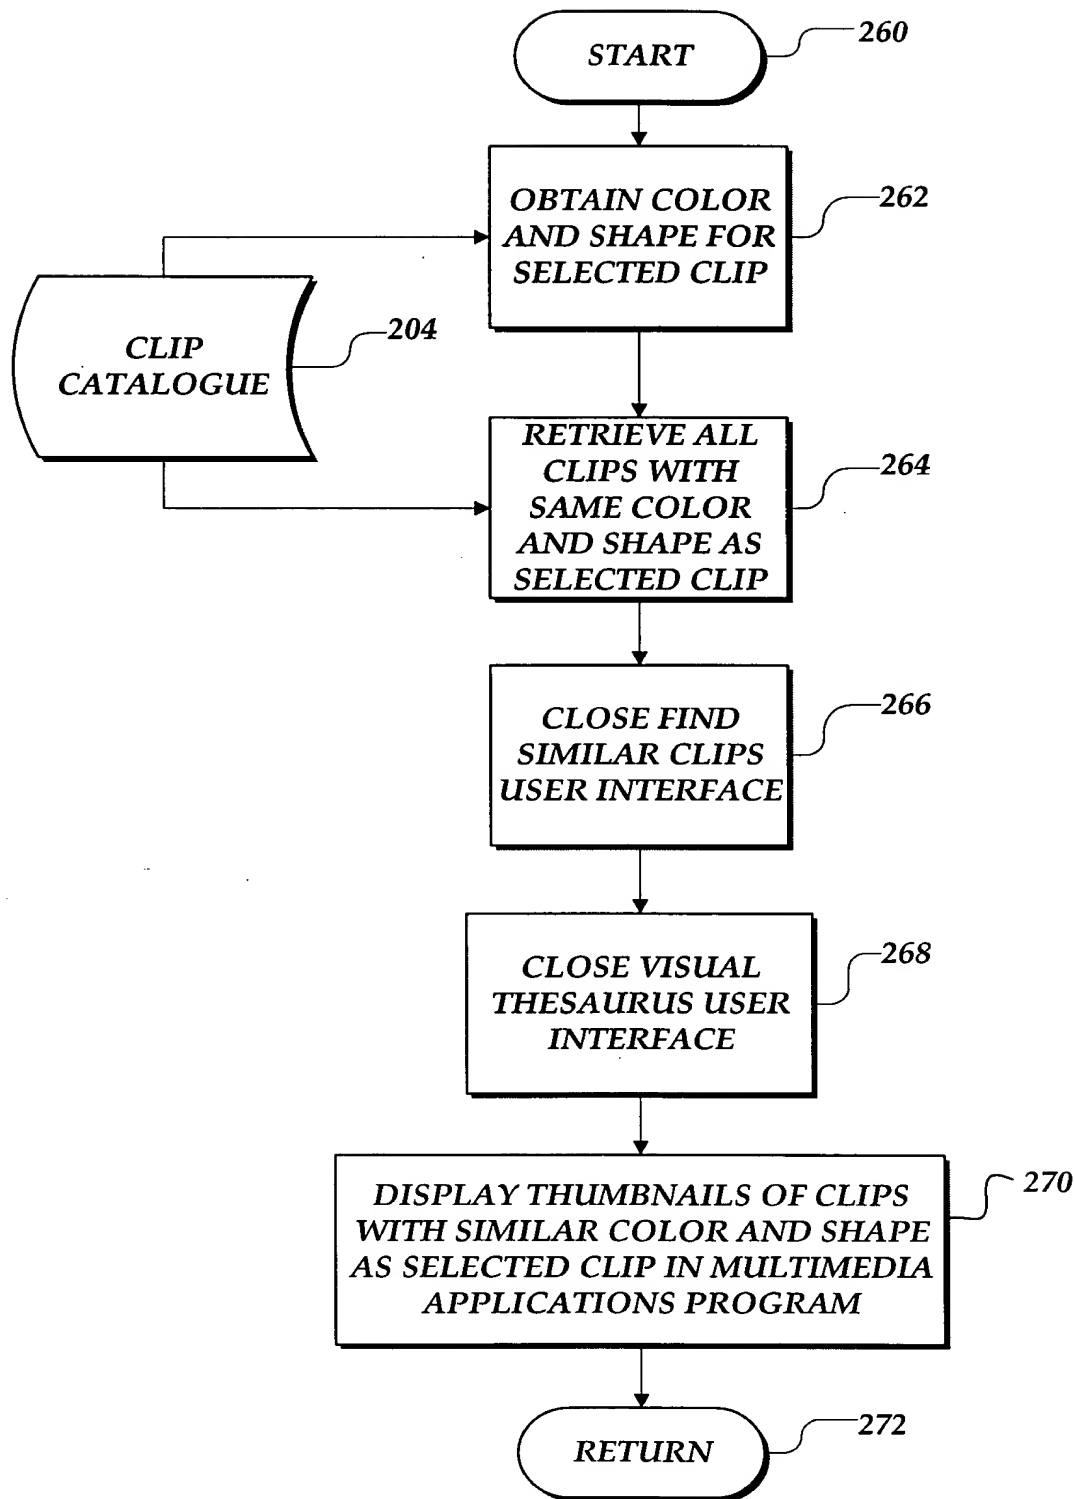 START
260
OBTAIN COLOR
AND SHAPE FOR
SELECTED CLIP
262
CLIP
CATALOGUE
204
RETRIEVE ALL
CLIPS WITH
SAME COLOR
AND SHAPE AS
SELECTED CLIP
264
CLOSE FIND
SIMILAR CLIPS
USER INTERFACE
266
CLOSE VISUAL
THESAURUS USER
INTERFACE
268
DISPLAY THUMBNAILS OF CLIPS
WITH SIMILAR COLOR AND SHAPE
AS SELECTED CLIP IN MULTIMEDIA
APPLICATIONS PROGRAM
270
RETURN
272